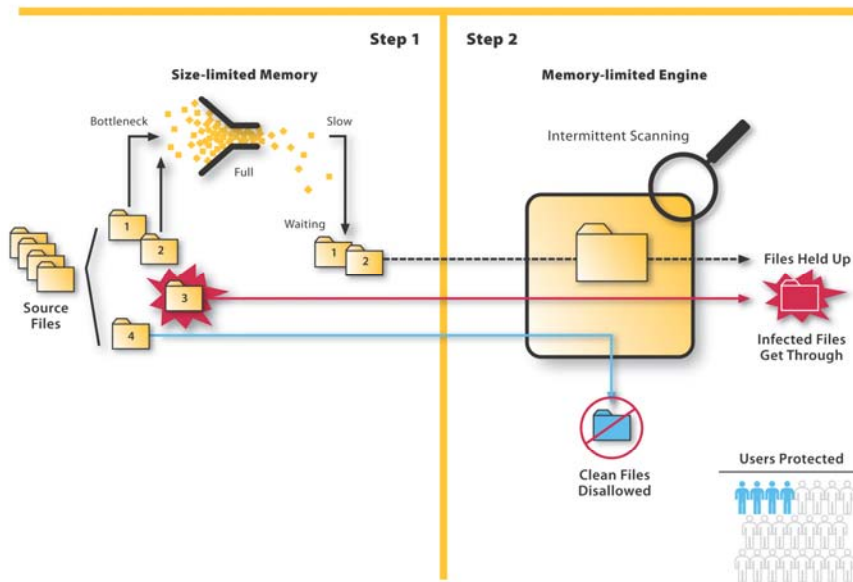 Step 1
Step 2
Size-limited Memory
Memory-limited Engine
Bottleneck
Slow
Full
Intermittent Scanning
1
2
Waiting
1
2
Files Held Up
Source
Files
3
4
Infected Files
Get Through
Clean Files
Disallowed
Users Protected